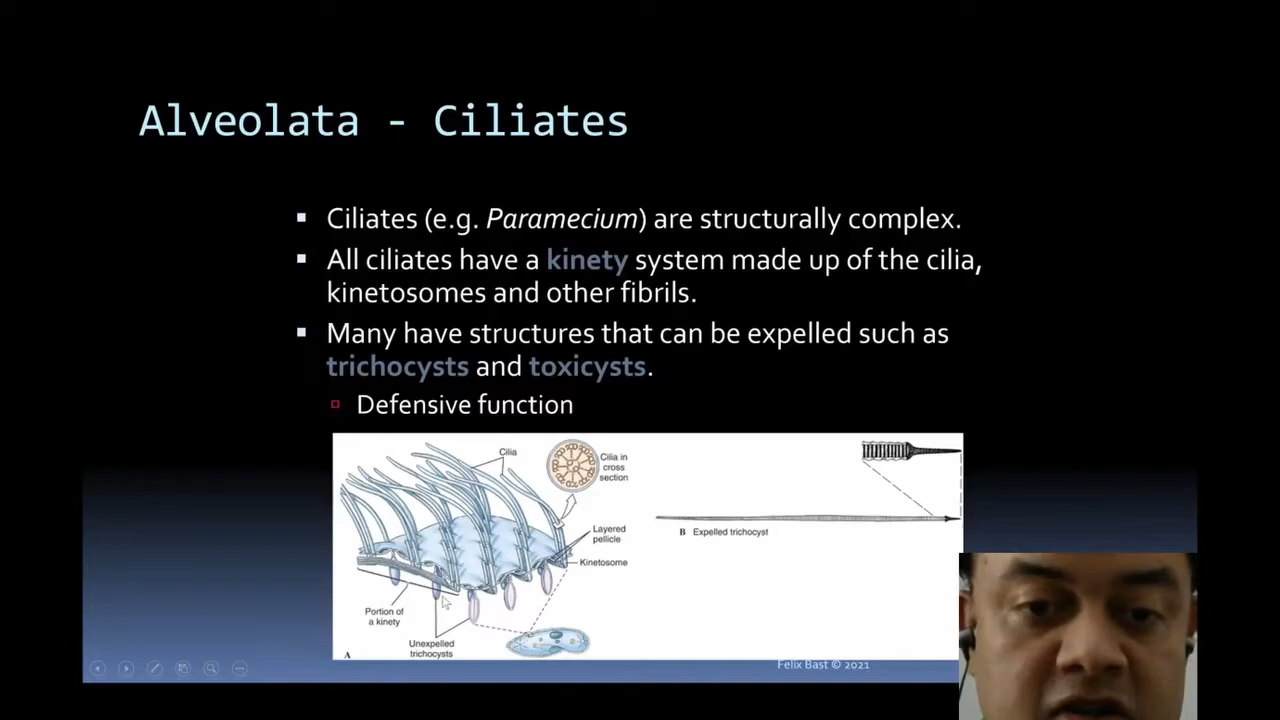 Alveolata - Ciliates
▪ Ciliates (e.g. Paramecium) are structurally complex.
▪ All ciliates have a kinety system made up of the cilia,
kinetosomes and other fibrils.
▪ Many have structures that can be expelled such as
trichocysts and toxicysts.
▫ Defensive function
Cilia
Cilia in
cross
section
Layered
pellicle
Kinetosome
Portion of
a kinety
Unexpelled
trichocysts
A
B Expelled trichocyst
Felix Bast © 2021